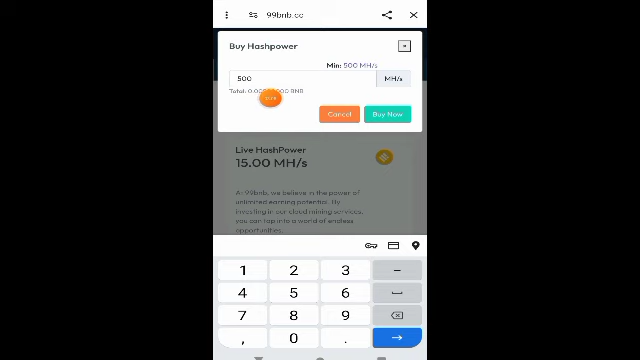 99bnb.cc
Buy Hashpower
Min: 500 MH/s
500
MH/s
Total:
BNB
Cancel
Buy Now
Live HashPower
15.00 MH/s
At 99bnb, we believe in the power of
unlimited earning potential. By
investing in our cloud mining services,
you can tap into a world of endless
opportunities.
1 2 3 –
4 5 6
7 8 9
, 0 .